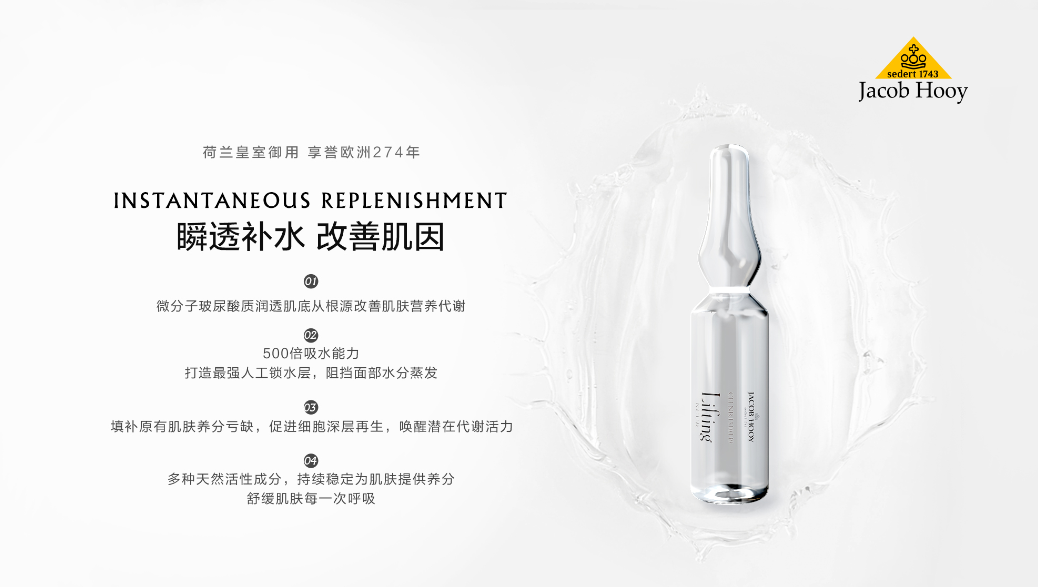 sedert 1743
Jacob Hooy
荷兰皇室御用 享誉欧洲274年
INSTANTANEOUS REPLENISHMENT
瞬透补水 改善肌因
01
微分子玻尿酸质润透肌底从根源改善肌肤营养代谢
02
500倍吸水能力
打造最强人工锁水层，阻挡面部水分蒸发
03
填补原有肌肤养分亏缺，促进细胞深层再生，唤醒潜在代谢活力
04
多种天然活性成分，持续稳定为肌肤提供养分
舒缓肌肤每一次呼吸
JACOB HOOY
Lifting